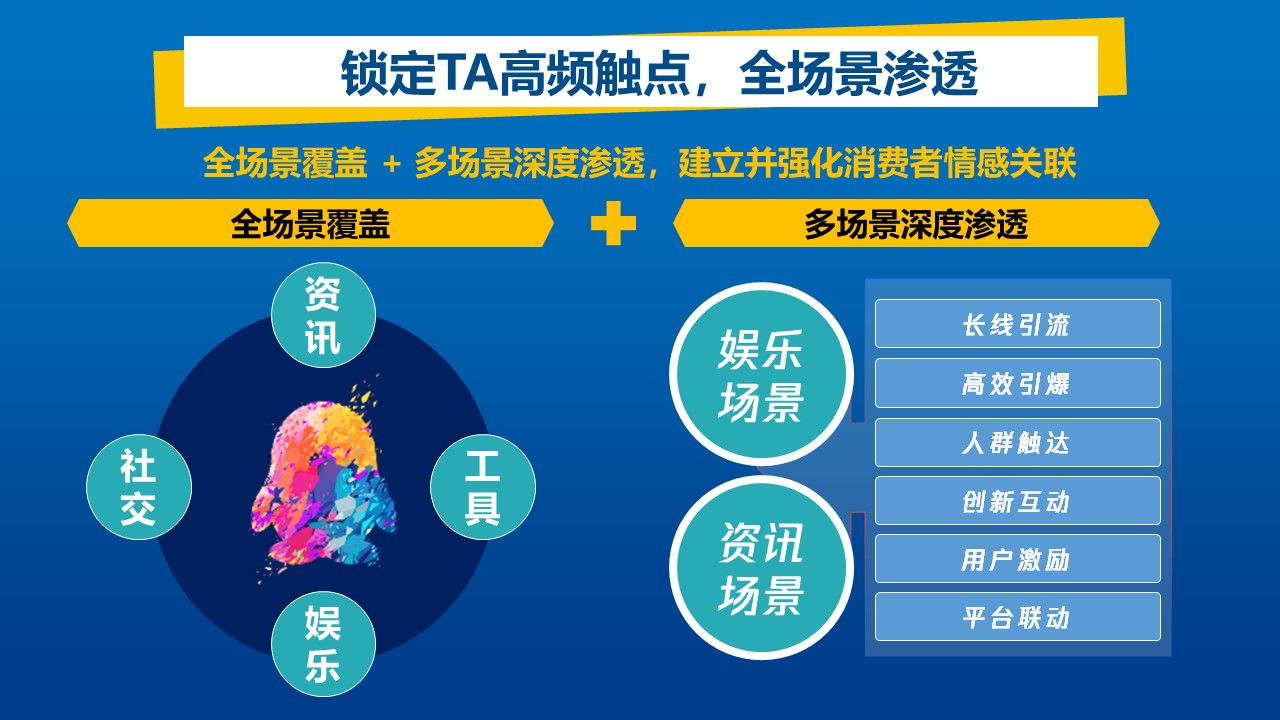 锁定TA高频触点，全场景渗透
全场景覆盖 + 多场景深度渗透，建立并强化消费者情感关联
全场景覆盖
多场景深度渗透
资
讯
社
交
工
具
娱
乐
娱乐
场景
资讯
场景
长线引流
高效引爆
人群触达
创新互动
用户激励
平台联动